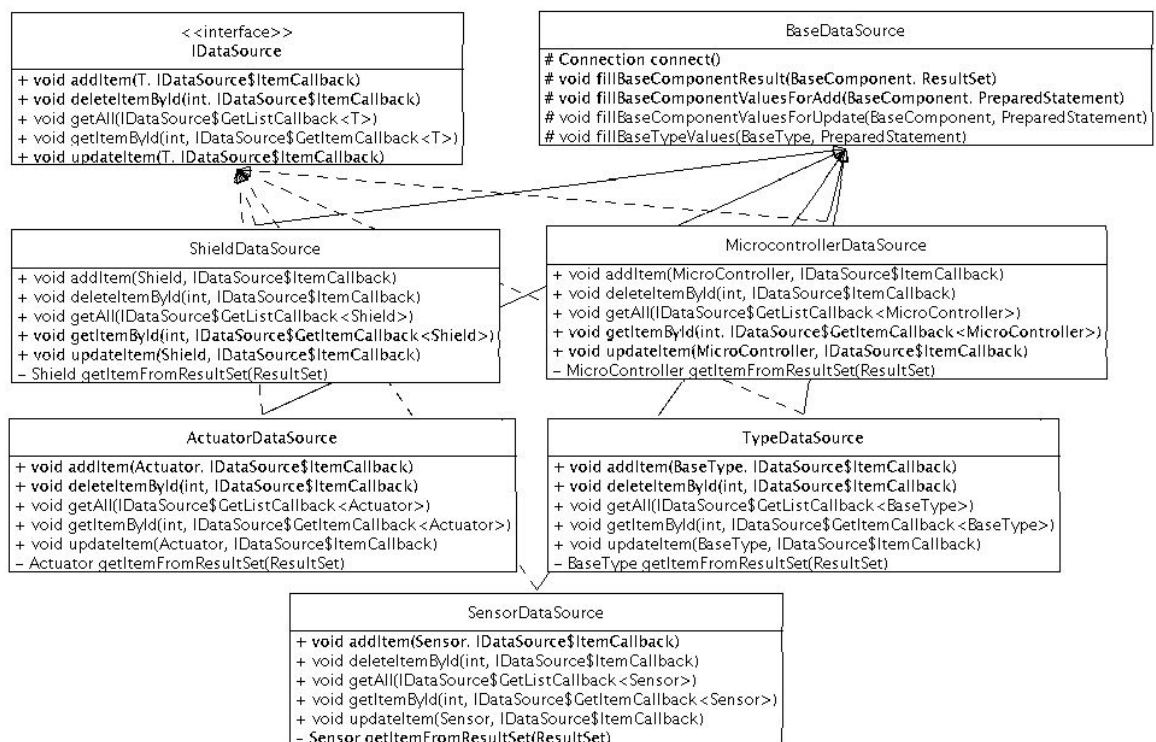 <<interface>>
IDataSource
+ void addItem(T. IDataSource$ItemCallback)
+ void deleteItemById(int. IDataSource$ItemCallback)
+ void getAll(IDataSource$GetListCallback<T>)
+ void getItemById(int, IDataSource$GetItemCallback<T>)
+ void updateItem(T. IDataSource$ItemCallback)
BaseDataSource
# Connection connect()
# void fillBaseComponentResult(BaseComponent. ResultSet)
# void fillBaseComponentValuesForAdd(BaseComponent. PreparedStatement)
# void fillBaseComponentValuesForUpdate(BaseComponent, PreparedStatement)
# void fillBaseTypeValues(BaseType, PreparedStatement)
ShieldDataSource
+ void addItem(Shield, IDataSource$ItemCallback)
+ void deleteItemById(int, IDataSource$ItemCallback)
+ void getAll(IDataSource$GetListCallback<Shield>)
+ void getItemById(int, IDataSource$GetItemCallback<Shield>)
+ void updateItem(Shield, IDataSource$ItemCallback)
- Shield getItemFromResultSet(ResultSet)
MicrocontrollerDataSource
+ void addItem(MicroController, IDataSource$ItemCallback)
+ void deleteItemById(int, IDataSource$ItemCallback)
+ void getAll(IDataSource$GetListCallback<MicroController>)
+ void getItemById(int. IDataSource$GetItemCallback<MicroController>)
+ void updateItem(MicroController, IDataSource$ItemCallback)
- MicroController getItemFromResultSet(ResultSet)
ActuatorDataSource
+ void addItem(Actuator. IDataSource$ItemCallback)
+ void deleteItemById(int, IDataSource$ItemCallback)
+ void getAll(IDataSource$GetListCallback<Actuator>)
+ void getItemById(int, IDataSource$GetItemCallback<Actuator>)
+ void updateItem(Actuator, IDataSource$ItemCallback)
- Actuator getItemFromResultSet(ResultSet)
TypeDataSource
+ void addItem(BaseType. IDataSource$ItemCallback)
+ void deleteItemById(int, IDataSource$ItemCallback)
+ void getAll(IDataSource$GetListCallback<BaseType>)
+ void getItemById(int, IDataSource$GetItemCallback<BaseType>)
+ void updateItem(BaseType, IDataSource$ItemCallback)
- BaseType getItemFromResultSet(ResultSet)
SensorDataSource
+ void addItem(Sensor. IDataSource$ItemCallback)
+ void deleteItemById(int, IDataSource$ItemCallback)
+ void getAll(IDataSource$GetListCallback<Sensor>)
+ void getItemById(int, IDataSource$GetItemCallback<Sensor>)
+ void updateItem(Sensor, IDataSource$ItemCallback)
- Sensor getItemFromResultSet(ResultSet)